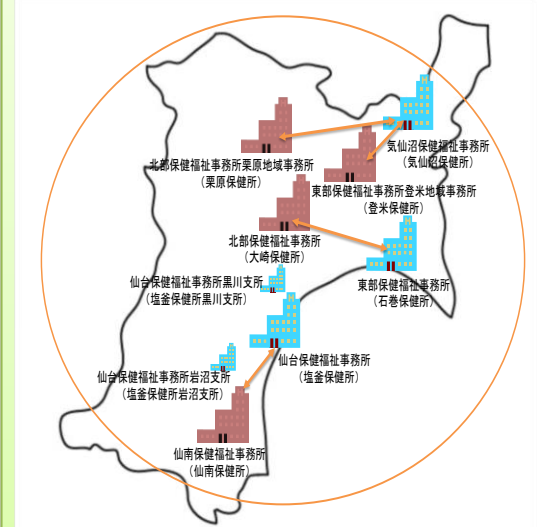 気仙沼保健福祉事務所
（気仙沼保健所）
北部保健福祉事務所栗原地域事務所
（栗原保健所）
東部保健福祉事務所登米地域事務所
（登米保健所）
北部保健福祉事務所
（大崎保健所）
仙台保健福祉事務所黒川支所
（塩釜保健所黒川支所）
東部保健福祉事務所
（石巻保健所）
仙台保健福祉事務所
（塩釜保健所）
仙台保健福祉事務所岩沼支所
（塩釜保健所岩沼支所）
仙南保健福祉事務所
（仙南保健所）